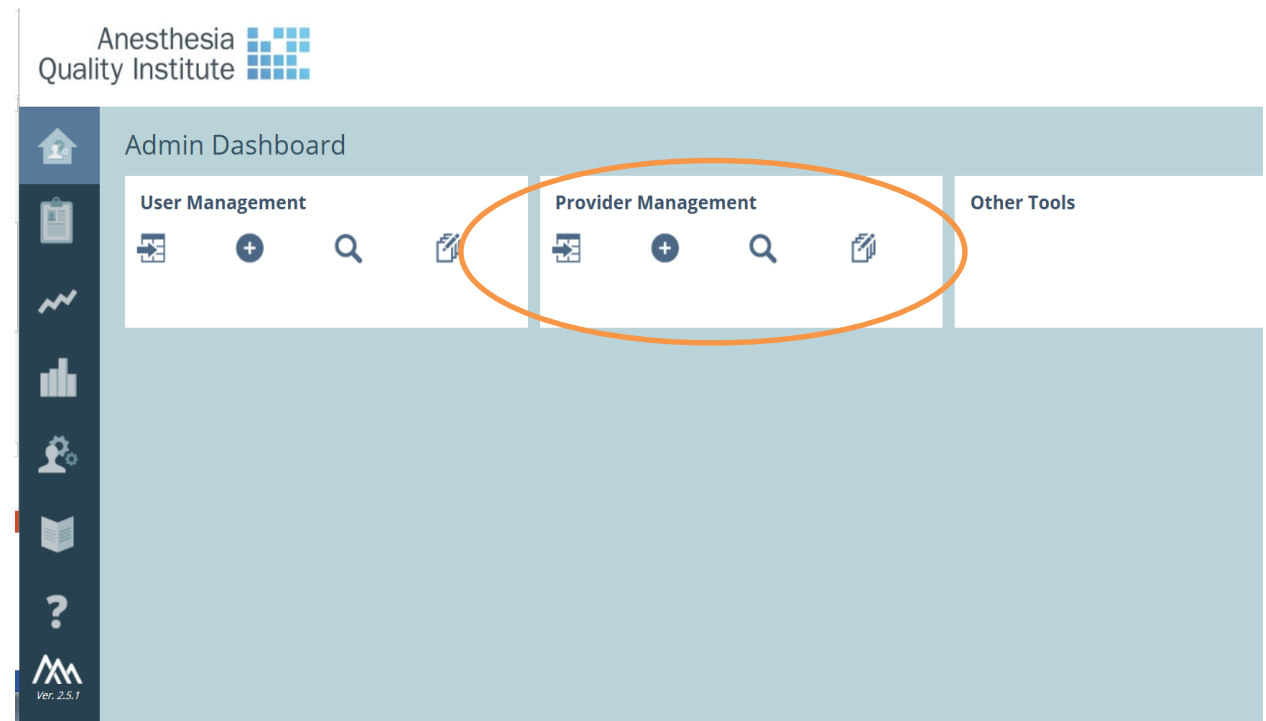 Anesthesia
Quality Institute
Admin Dashboard
User Management
Provider Management
Other Tools
?
Ver. 2.5.1